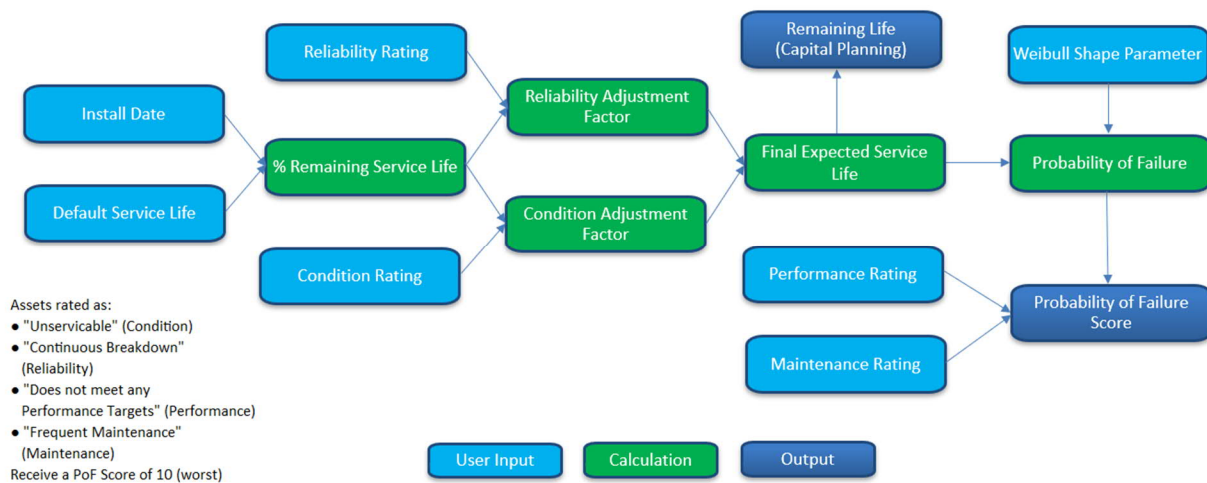 Reliability Rating
Remaining Life
(Capital Planning)
Weibull Shape Parameter
Install Date
Reliability Adjustment
Factor
% Remaining Service Life
Final Expected Service
Life
Probability of Failure
Default Service Life
Condition Adjustment
Factor
Condition Rating
Performance Rating
Probability of Failure
Score
Maintenance Rating
Assets rated as:
● "Unservicable" (Condition)
● "Continuous Breakdown"
(Reliability)
● "Does not meet any
Performance Targets" (Performance)
● "Frequent Maintenance"
(Maintenance)
Receive a PoF Score of 10 (worst)
User Input
Calculation
Output